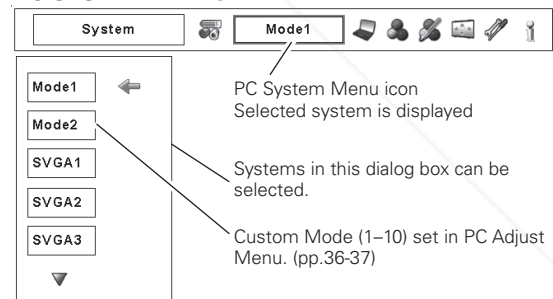 System
Mode1
Mode1
Mode2
SVGA1
SVGA2
SVGA3
PC System Menu icon
Selected system is displayed
Systems in this dialog box can be
selected.
Custom Mode (1–10) set in PC Adjust
Menu. (pp.36-37)